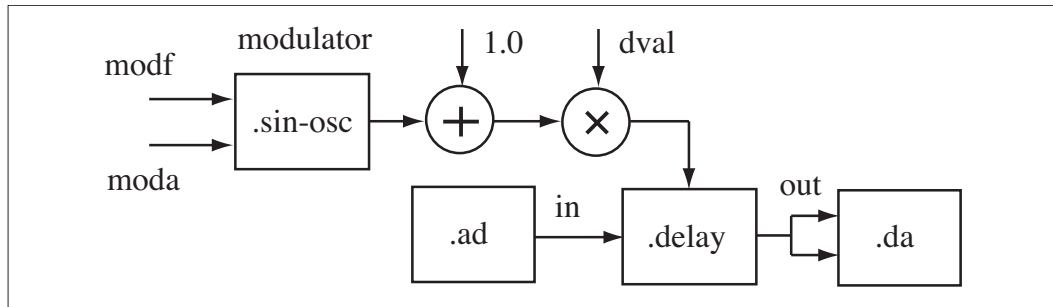 modulator
1.0
dval
modf
.sin-osc
+
×
moda
.ad
in
.delay
out
.da